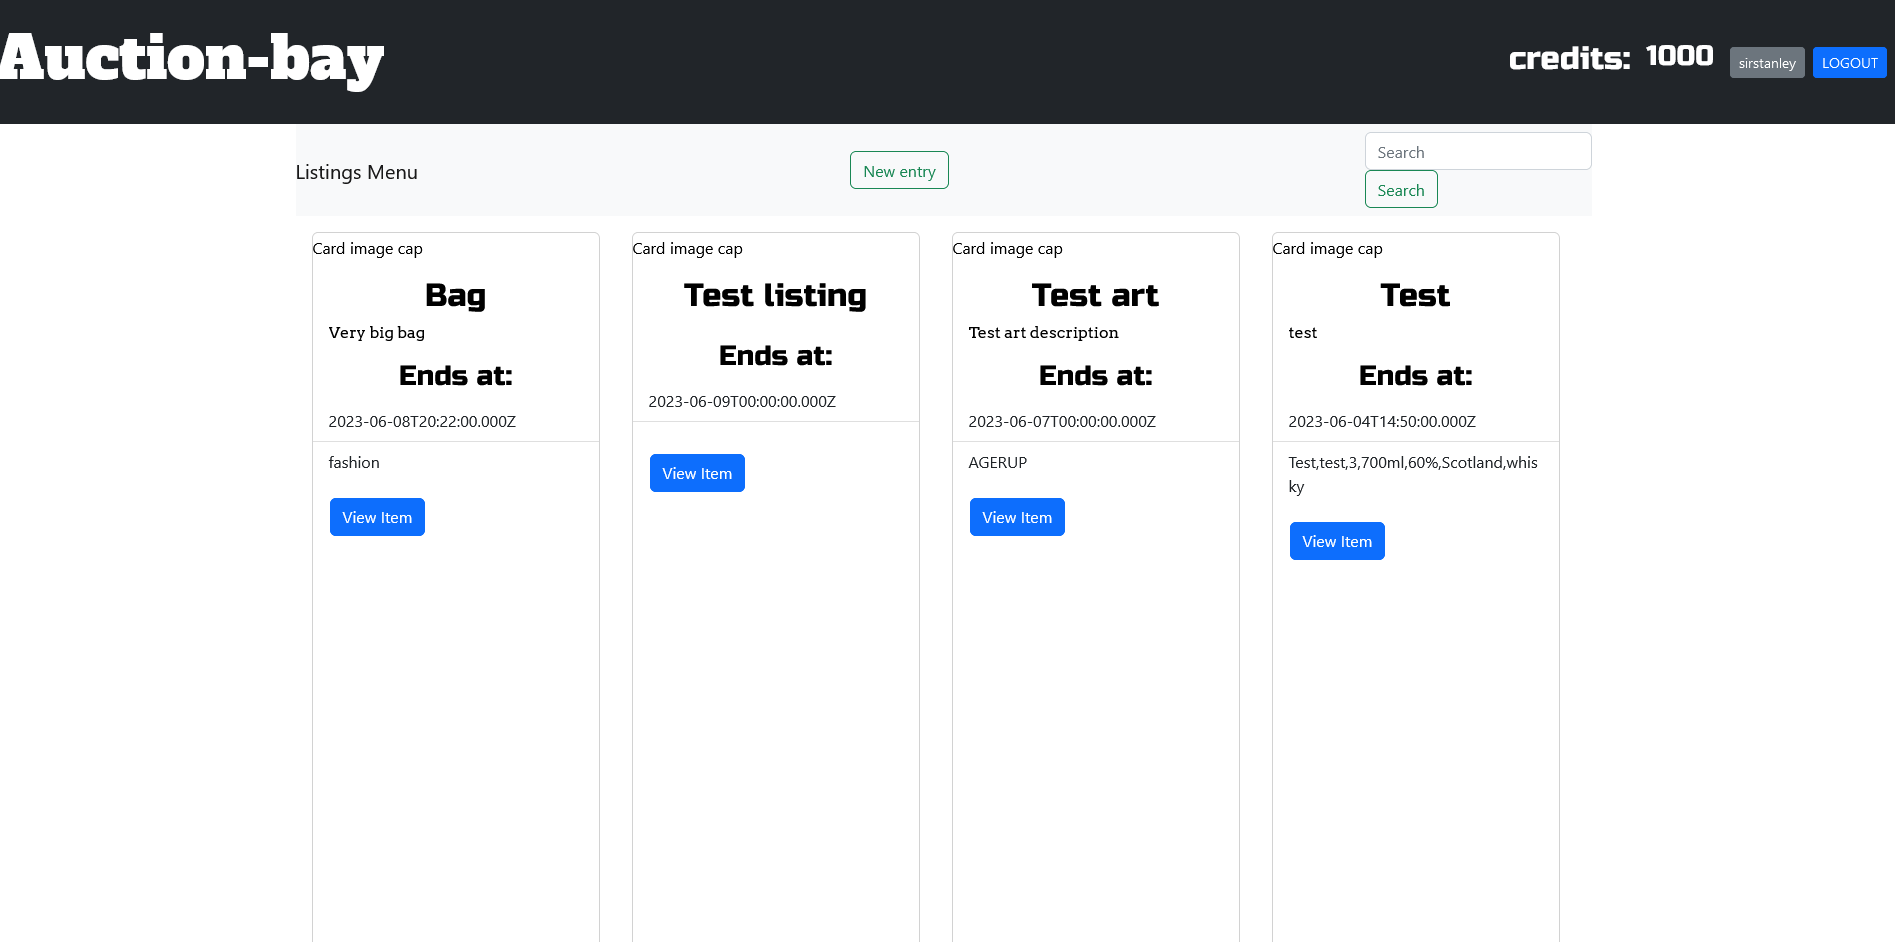 Auction-bay
credits: 1000 sirstanley LOGOUT
Listings Menu
New entry
Search
Search
Card image cap
Bag
Very big bag
Ends at:
2023-06-08T20:22:00.000Z
fashion
View Item
Card image cap
Test listing
Ends at:
2023-06-09T00:00:00.000Z
View Item
Card image cap
Test art
Test art description
Ends at:
2023-06-07T00:00:00.000Z
AGERUP
View Item
Card image cap
Test
test
Ends at:
2023-06-04T14:50:00.000Z
Test,test,3,700ml,60%,Scotland,whis
ky
View Item